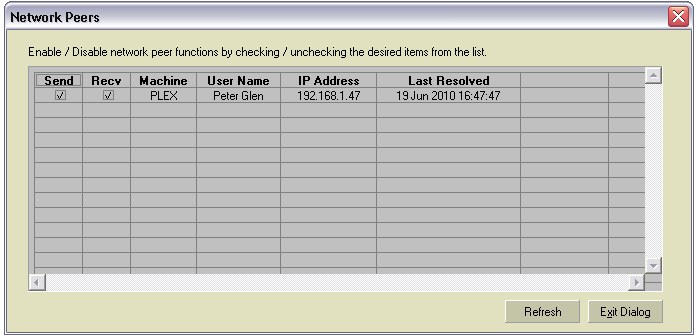 Network Peers
Enable / Disable network peer functions by checking / unchecking the desired items from the list.
Send Recv Machine User Name IP Address Last Resolved
PLEX Peter Glen 192.168.1.47 19 Jun 2010 16:47:47
Refresh Exit Dialog